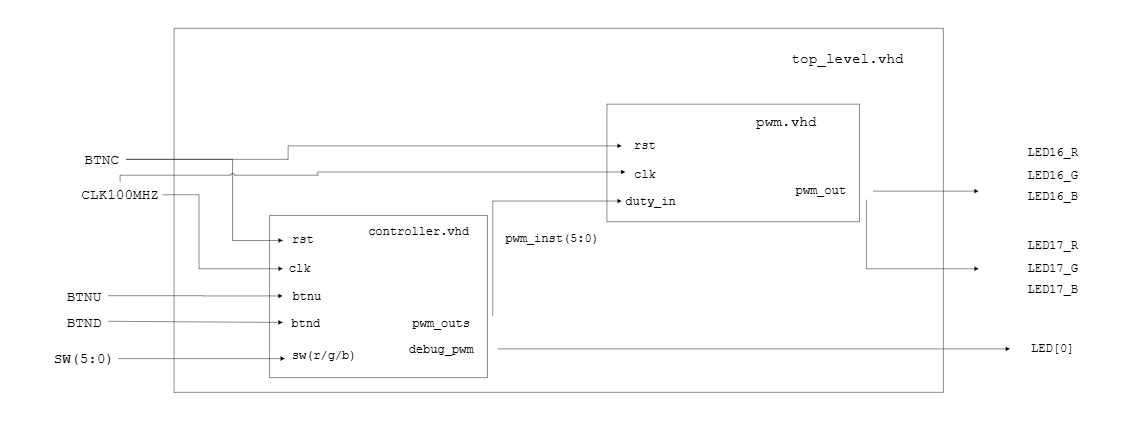 top_level.vhd
pwm.vhd
rst
clk
duty_in
pwm_out
BTNC
CLK100MHZ
BTNU
BTND
SW(5:0)
controller.vhd
rst
clk
btnu
btnd
sw(r/g/b)
pwm_outs
debug_pwm
pwm_inst(5:0)
LED16_R
LED16_G
LED16_B
LED17_R
LED17_G
LED17_B
LED[0]